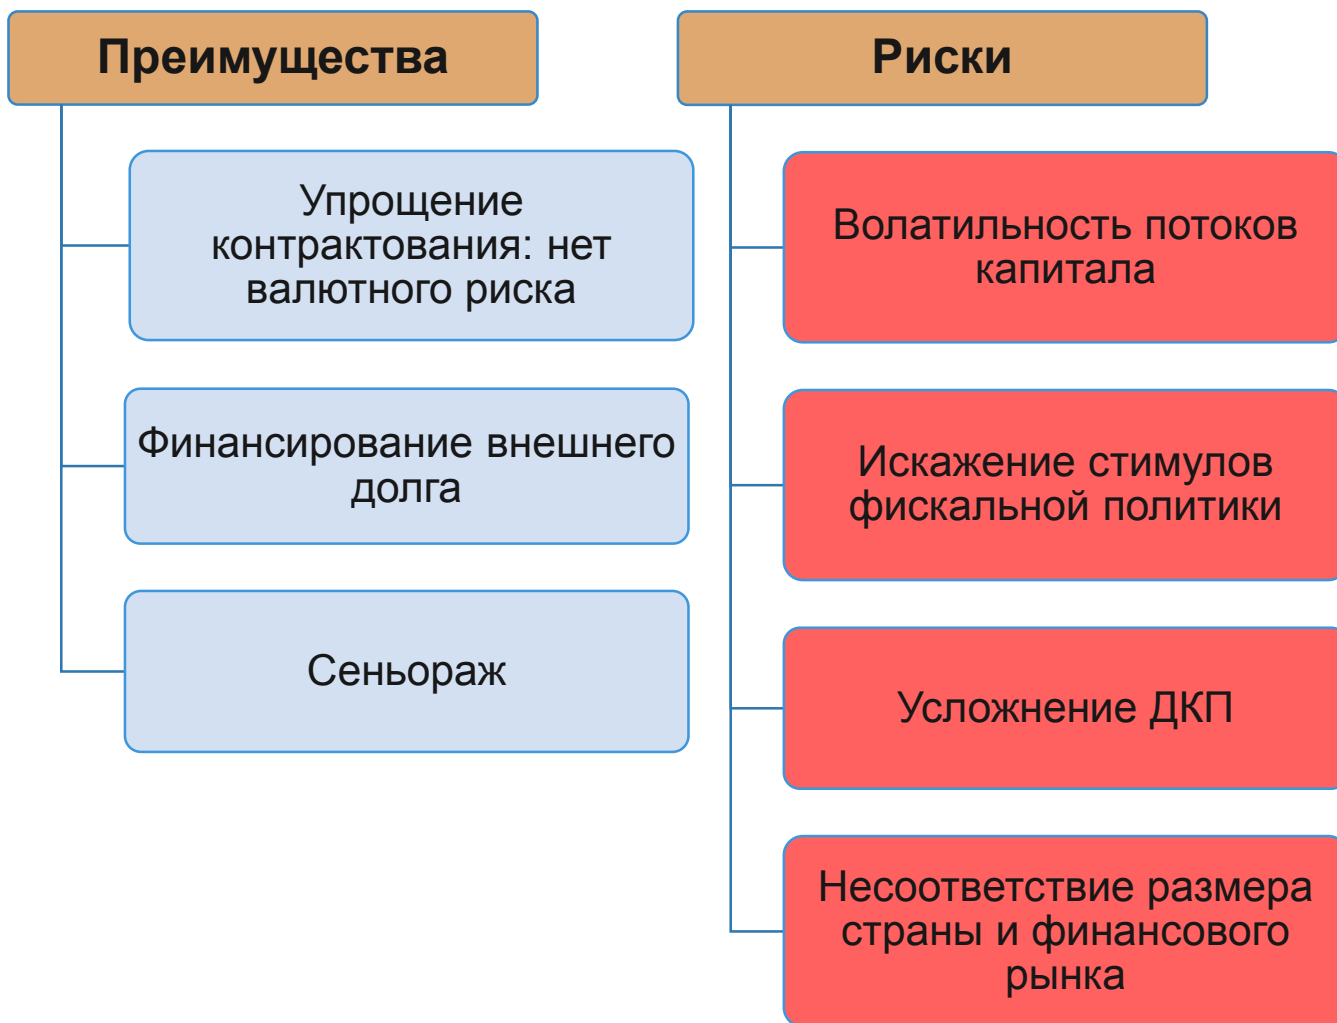 Преимущества
Упрощение
контрактования: нет
валютного риска
Финансирование внешнего
долга
Сеньораж
Риски
Волатильность потоков
капитала
Искажение стимулов
фискальной политики
Усложнение ДКП
Несоответствие размера
страны и финансового
рынка